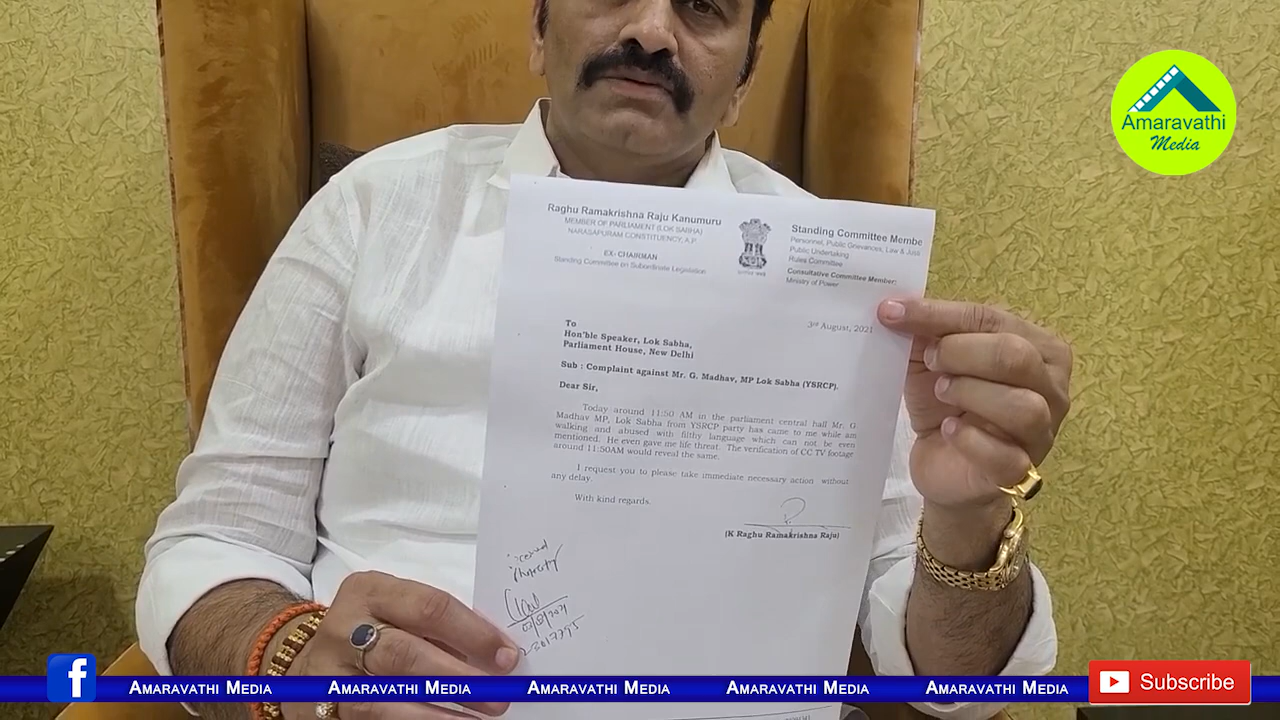 Amaravathi
Media
Raghu Ramakrishna Raju Kanumuru
MEMBER OF PARLIAMENT (LOK SABHA)
NARASAPURAM CONSTITUENCY, A.P
EX- CHAIRMAN
Standing Committee on Subordinate Legislation
Standing Committee Membe
Personnel, Public Grievances, Law & Jus
Public Undertaking
Rules Committee
Consultative Committee Member:
Ministry of Power
3rd August, 2021
To
Hon'ble Speaker, Lok Sabha,
Parliament House, New Delhi
Sub : Complaint against Mr. G. Madhav, MP Lok Sabha (YSRCP).
Dear Sir,
Today around 11:50 AM in the parliament central hall Mr. G
Madhav MP, Lok Sabha from YSRCP party has came to me while am
walking and abused with filthy language which can not be even
mentioned. He even gave me life threat. The verification of CC TV footage
around 11:50AM would reveal the same.
I request you to please take immediate necessary action without
any delay.
With kind regards.
(K Raghu Ramakrishna Raju)
f Amaravathi Media Amaravathi Media Amaravathi Media Amaravathi Media Amaravathi Media
Subscribe